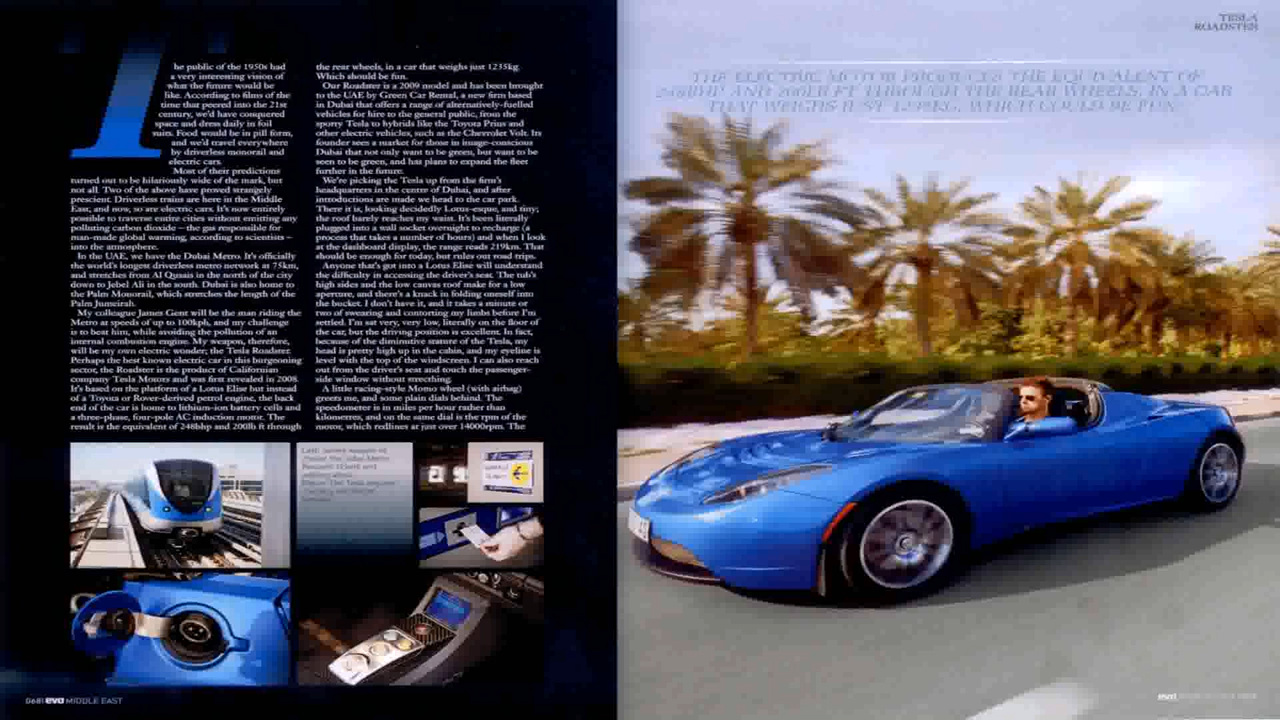 The public of the 1950s had
a very interesting vision of
what the future would be
like. According to films of the
time that peered into the 21st
century, we'd have conquered
space and dress daily in foil
suits. Food would be in pill form,
and we'd travel everywhere
by driverless monorail and
electric cars.
Most of their predictions
turned out to be hilariously wide of the mark, but
not all. Two of the above have proved strangely
prescient. Driverless trains are here in the Middle
East, and now, so are electric cars. It's now entirely
possible to traverse entire cities without emitting any
polluting carbon dioxide – the gas responsible for
man-made global warming, according to scientists –
into the atmosphere.
In the UAE, we have the Dubai Metro. It's officially
the world's longest driverless metro network at 75km,
and stretches from Al Qusais in the north of the city
down to Jebel Ali in the south. Dubai is also home to
the Palm Monorail, which stretches the length of the
Palm Jumeirah.
My colleague James Gent will be the man riding the
Metro at speeds of up to 100kph, and my challenge
is to beat him, while avoiding the pollution of an
internal combustion engine. My weapon, therefore,
will be my own electric wonder; the Tesla Roadster.
Perhaps the best known electric car in this burgeoning
sector, the Roadster is the product of Californian
company Tesla Motors and was first revealed in 2008.
It's based on the platform of a Lotus Elise but instead
of a Toyota or Rover-derived petrol engine, the back
end of the car is home to lithium-ion battery cells and
a three-phase, four-pole AC induction motor. The
result is the equivalent of 248bhp and 200lb ft through
the rear wheels, in a car that weighs just 1235kg.
Which should be fun.
Our Roadster is a 2009 model and has been brought
to the UAE by Green Car Rental, a new firm based
in Dubai that offers a range of alternatively-fuelled
vehicles for hire to the general public, from the
sporty Tesla to hybrids like the Toyota Prius and
other electric vehicles, such as the Chevrolet Volt. Its
founder sees a market for those in image-conscious
Dubai that not only want to be green, but want to be
seen to be green, and has plans to expand the fleet
further in the future.
We're picking the Tesla up from the firm's
headquarters in the centre of Dubai, and after
introductions are made we head to the car park.
There it is, looking decidedly Lotus-esque, and tiny;
the roof barely reaches my waist. It's been literally
plugged into a wall socket overnight to recharge (a
process that takes a number of hours) and when I look
at the dashboard display, the range reads 219km. That
should be enough for today, but rules out road trips.
Anyone that's got into a Lotus Elise will understand
the difficulty in accessing the driver's seat. The tub's
high sides and the low canvas roof make for a low
aperture, and there's a knack in folding oneself into
the bucket. I don't have it, and it takes a minute or
two of swearing and contorting my limbs before I'm
settled. I'm sat very, very low, literally on the floor of
the car, but the driving position is excellent. In fact,
because of the diminutive stature of the Tesla, my
head is pretty high up in the cabin, and my eyeline is
level with the top of the windscreen. I can also reach
out from the driver's seat and touch the passenger-
side window without stretching.
A little racing-style Momo wheel (with airbag)
greets me, and some plain dials behind. The
speedometer is in miles per hour rather than
kilometres, and on the same dial is the rpm of the
motor, which redlines at just over 14000rpm. The
068 evo MIDDLE EAST
TESLA
ROADSTER
THE ELECTRIC MOTOR PRODUCES THE EQUIVALENT OF
248BHP AND 200LB FT THROUGH THE REAR WHEELS, IN A CAR
THAT WEIGHS JUST 1235KG. WHICH COULD BE FUN
evo